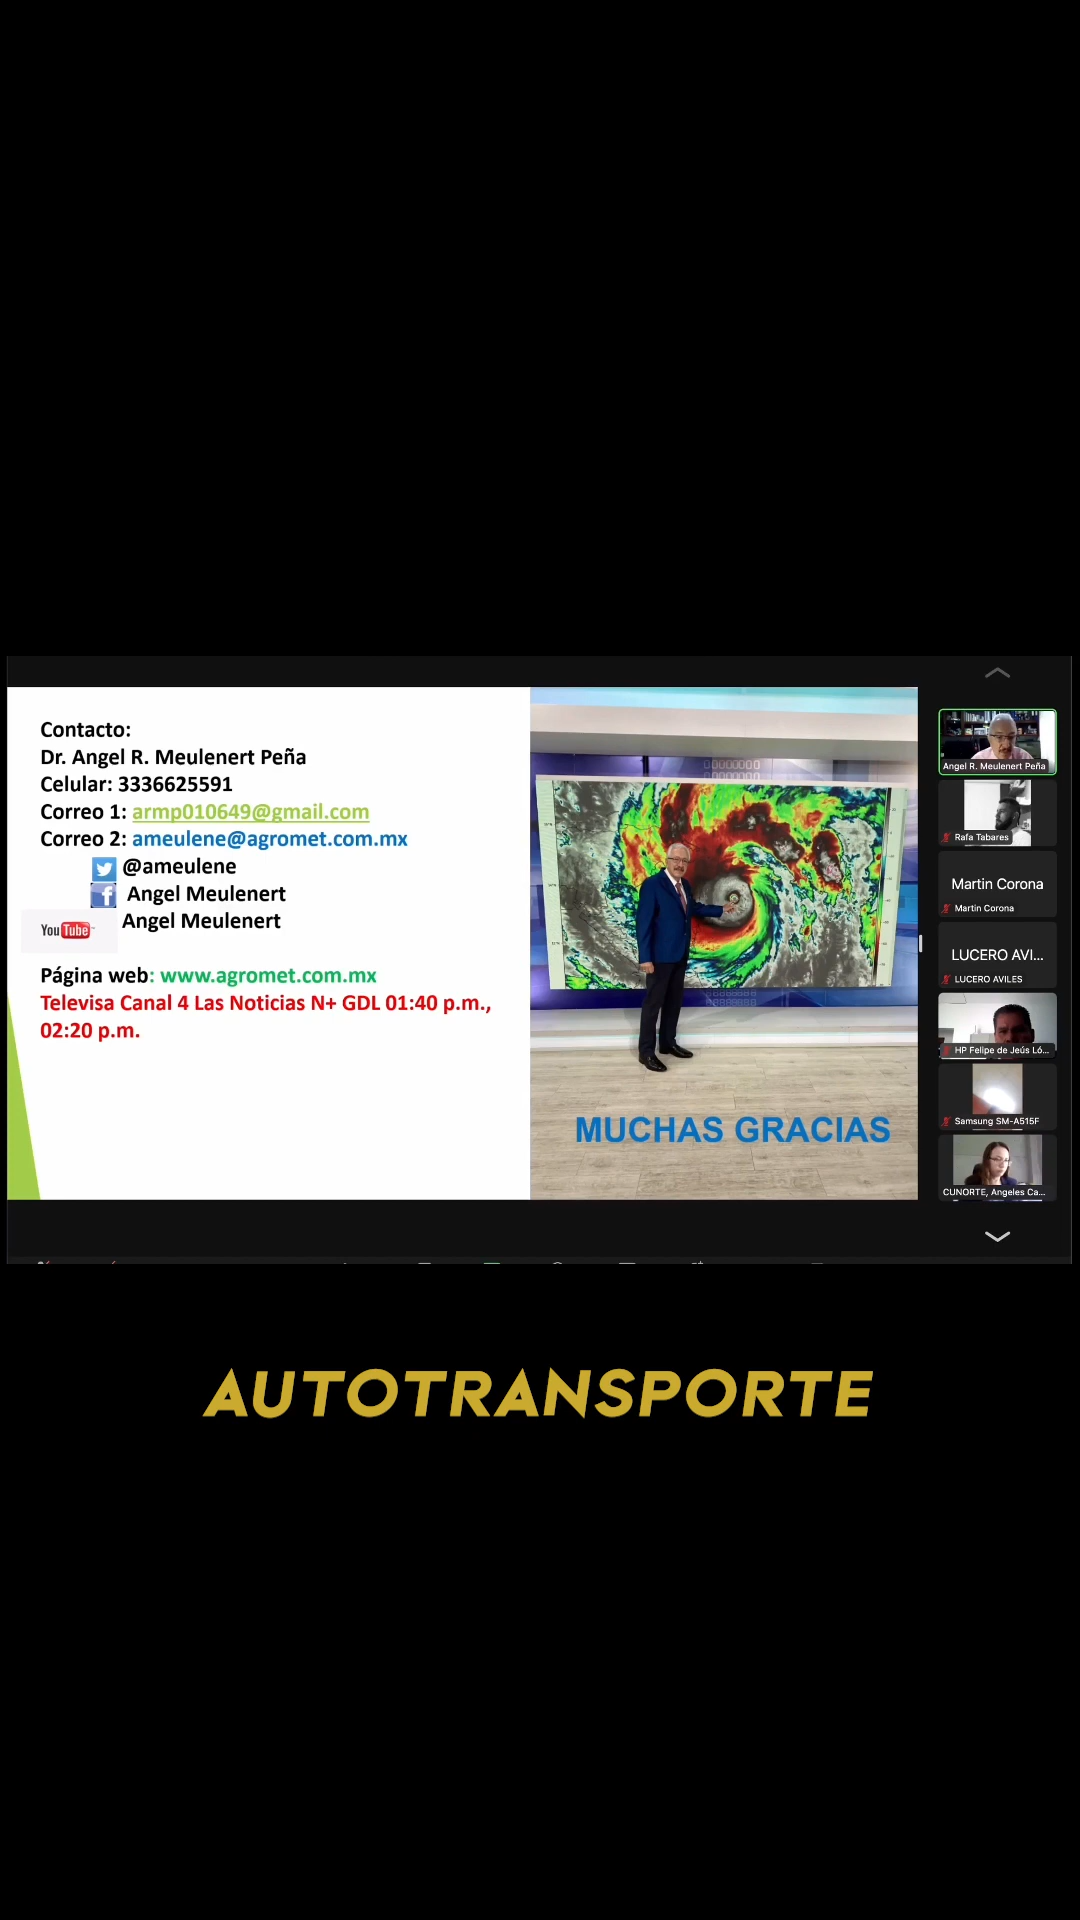 Contacto:
Dr. Angel R. Meulenert Peña
Celular: 3336625591
Correo 1: armp010649@gmail.com
Correo 2: ameulene@agromet.com.mx
@ameulene
Angel Meulenert
YouTube Angel Meulenert
Página web: www.agromet.com.mx
Televisa Canal 4 Las Noticias N+ GDL 01:40 p.m.,
02:20 p.m.
MUCHAS GRACIAS
Angel R. Meulenert Peña
Rafa Tabares
Martin Corona
Martin Corona
LUCERO AVI...
LUCERO AVILES
HP Felipe de Jeús Ló...
Samsung SM-A515F
CUNORTE, Angeles Ca...
AUTOTRANSPORTE